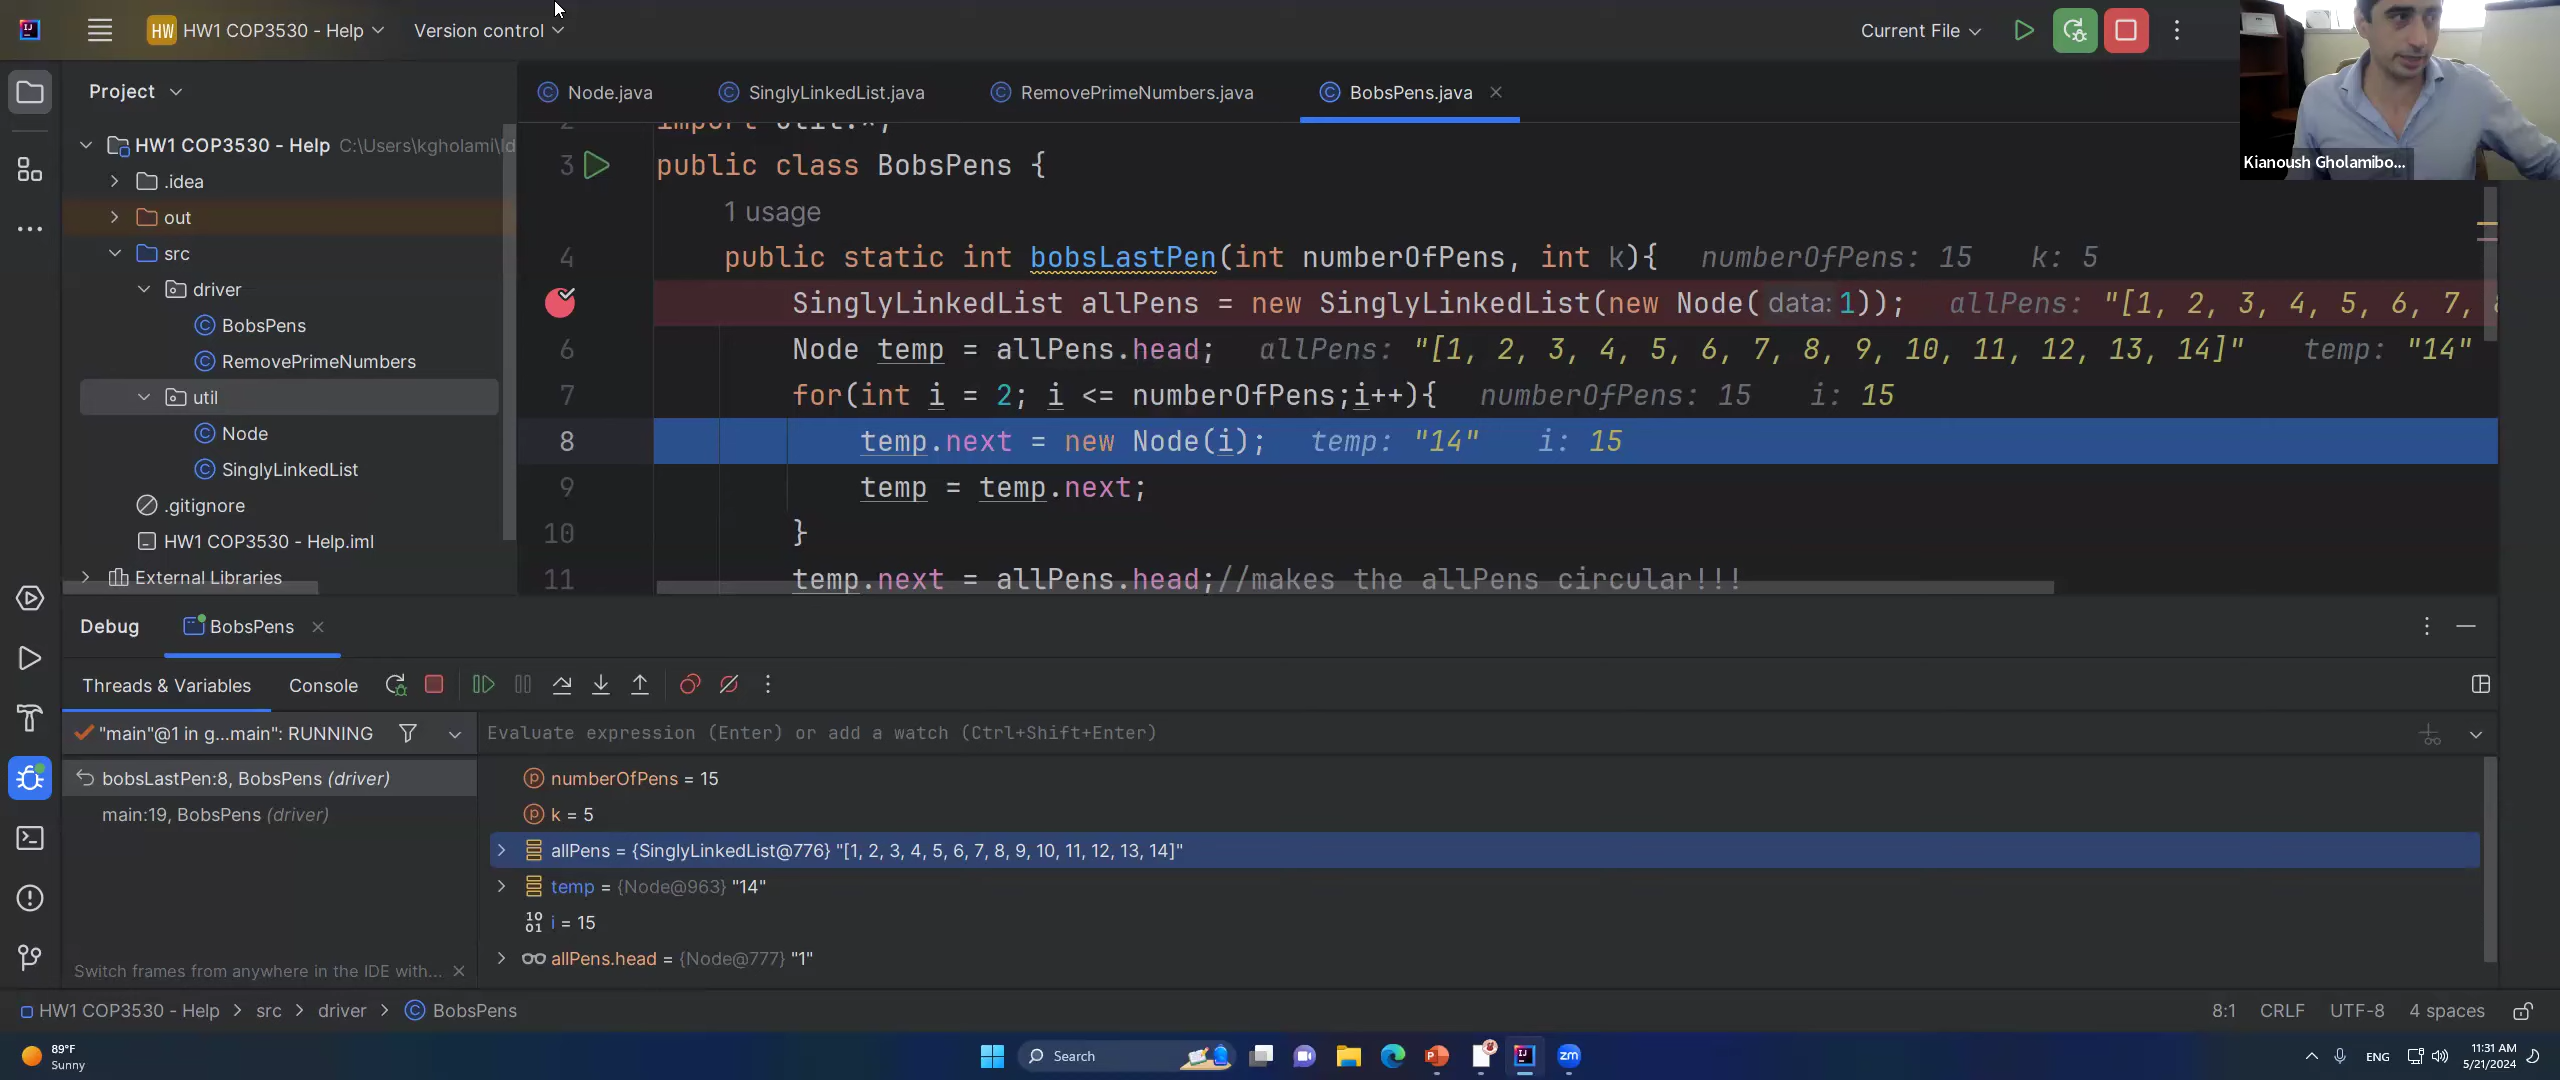 HW HW1 COP3530 - Help Version control Current File
Project
HW1 COP3530 - Help C:\Users\kgholami\Id
.idea
out
src
driver
BobsPens
RemovePrimeNumbers
util
Node
SinglyLinkedList
.gitignore
HW1 COP3530 - Help.iml
External Libraries
Node.java SinglyLinkedList.java RemovePrimeNumbers.java BobsPens.java
2 import util.*;
3 public class BobsPens {
1 usage
4 public static int bobsLastPen(int numberOfPens, int k){ numberOfPens: 15 k: 5
SinglyLinkedList allPens = new SinglyLinkedList(new Node( data: 1)); allPens: "[1, 2, 3, 4, 5, 6, 7, 8
6 Node temp = allPens.head; allPens: "[1, 2, 3, 4, 5, 6, 7, 8, 9, 10, 11, 12, 13, 14]" temp: "14"
7 for(int i = 2; i <= numberOfPens;i++){ numberOfPens: 15 i: 15
8 temp.next = new Node(i); temp: "14" i: 15
9 temp = temp.next;
10 }
11 temp.next = allPens.head;//makes the allPens circular!!!
Kianoush Gholamibo...
Debug BobsPens
Threads & Variables Console
"main"@1 in g...main": RUNNING
bobsLastPen:8, BobsPens (driver)
main:19, BobsPens (driver)
Switch frames from anywhere in the IDE with...
Evaluate expression (Enter) or add a watch (Ctrl+Shift+Enter)
numberOfPens = 15
k = 5
allPens = {SinglyLinkedList@776} "[1, 2, 3, 4, 5, 6, 7, 8, 9, 10, 11, 12, 13, 14]"
temp = {Node@963} "14"
i = 15
allPens.head = {Node@777} "1"
HW1 COP3530 - Help > src > driver > BobsPens 8:1 CRLF UTF-8 4 spaces
89°F
Sunny
Search
zm
ENG
11:31 AM
5/21/2024